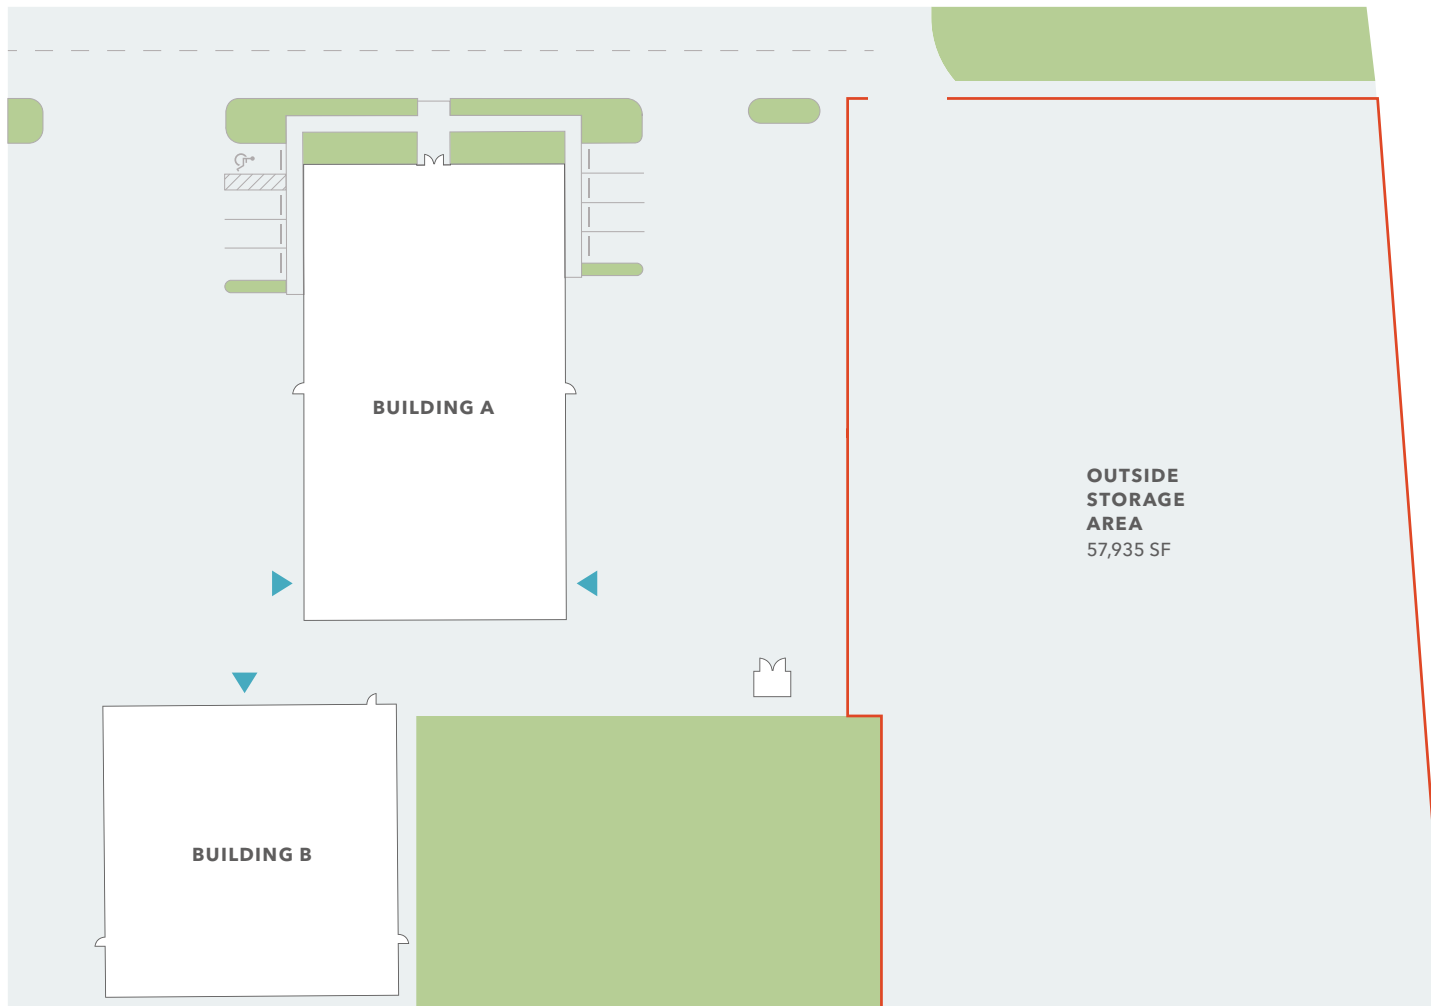 BUILDING A
OUTSIDE
STORAGE
AREA
57,935 SF
BUILDING B